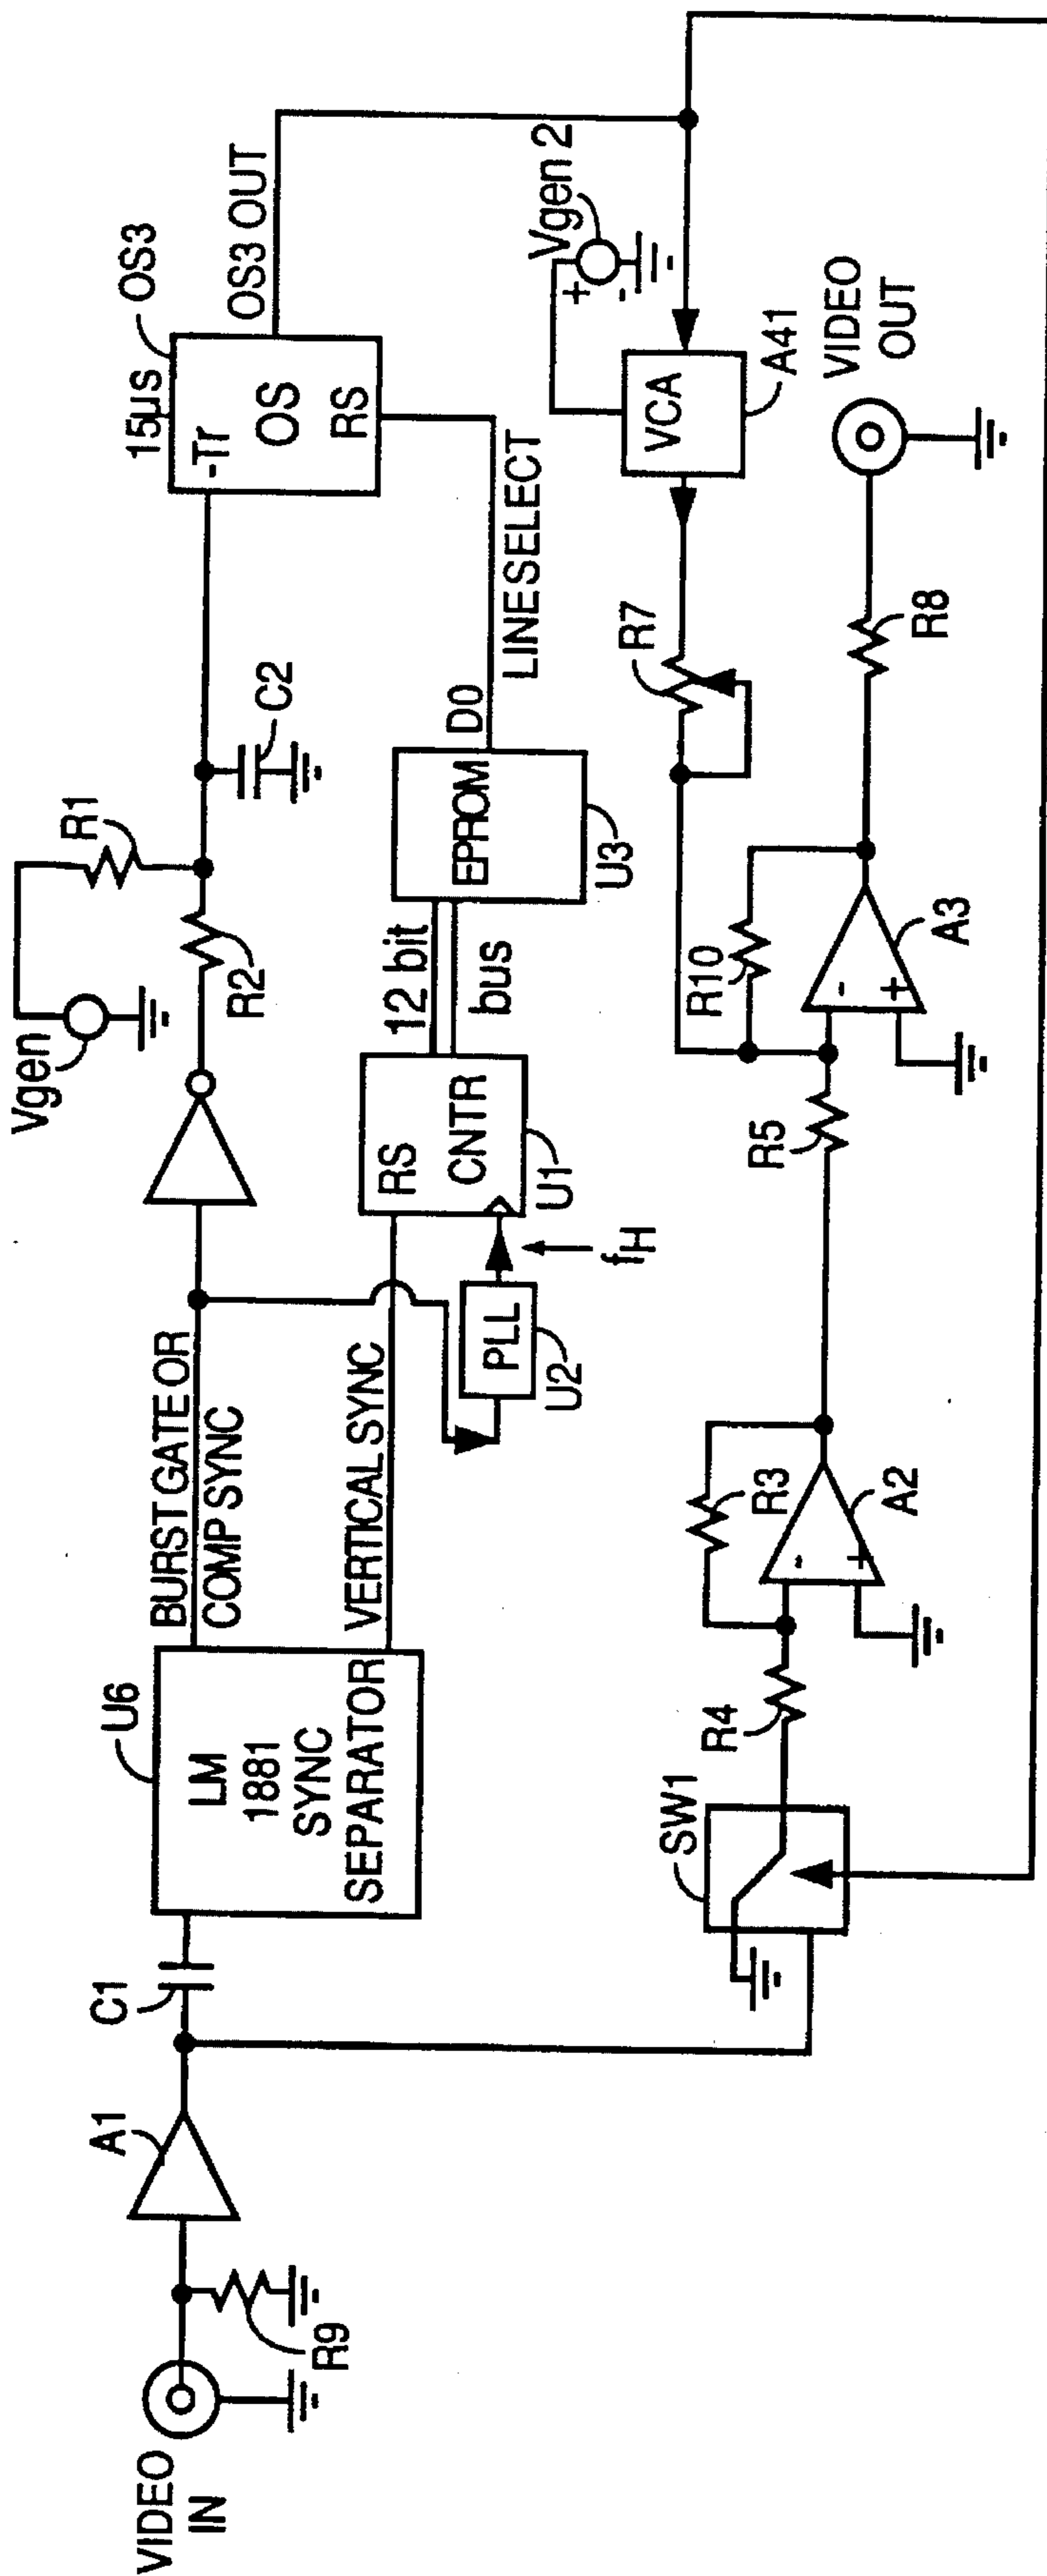 VIDEO
IN
R9
A1
C1
U6
LM
1881
SYNC
SEPARATOR
BURST GATE OR
COMP SYNC
VERTICAL SYNC
Vgen
R2
R1
C2
15µs
OS3
-Tr
OS
RS
OS3 OUT
PLL
U2
fH
RS
CNTR
U1
12 bit
bus
EPROM
U3
D0
LINE SELECT
SW1
R4
R3
-
+
A2
R5
R10
-
+
A3
R7
R8
VCA
A41
Vgen 2
+
-
VIDEO
OUT